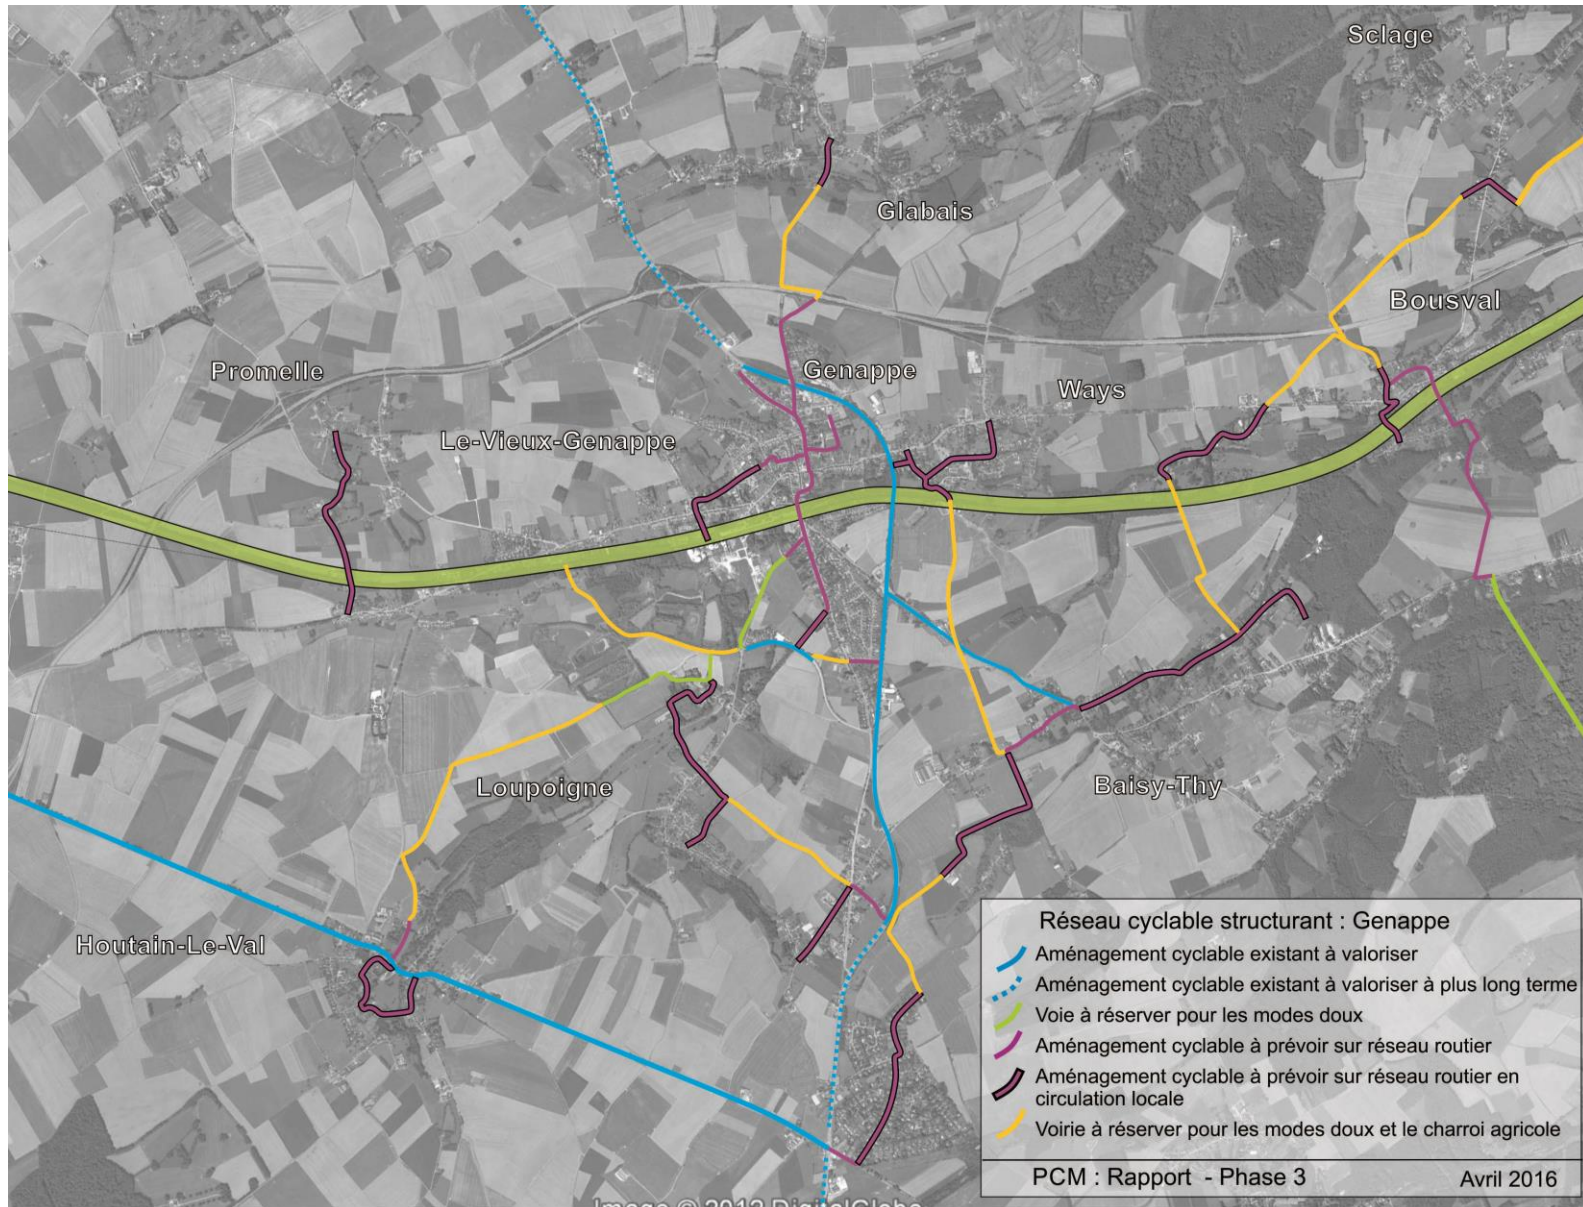 Sclage
Glabais
Bousval
Promelle
Genappe
Ways
Le-Vieux-Genappe
Loupoigne
Baisy-Thy
Houtain-Le-Val
Réseau cyclable structurant : Genappe
Aménagement cyclable existant à valoriser
Aménagement cyclable existant à valoriser à plus long terme
Voie à réserver pour les modes doux
Aménagement cyclable à prévoir sur réseau routier
Aménagement cyclable à prévoir sur réseau routier en
circulation locale
Voirie à réserver pour les modes doux et le charroi agricole
PCM : Rapport - Phase 3
Avril 2016
Image © 2012 DigitalGlobe